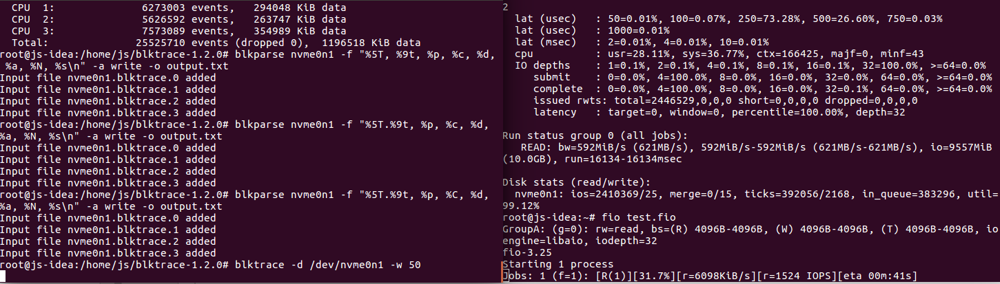 CPU  1:              6273003 events,   294048 KiB data
CPU  2:              5626592 events,   263747 KiB data
CPU  3:              7573089 events,   354989 KiB data
Total:              25525710 events (dropped 0),  1196518 KiB data
root@js-idea:/home/js/blktrace-1.2.0# blkparse nvme0n1 -f "%5T, %9t, %p, %c, %d,
%a, %N, %s\n" -a write -o output.txt
Input file nvme0n1.blktrace.0 added
Input file nvme0n1.blktrace.1 added
Input file nvme0n1.blktrace.2 added
Input file nvme0n1.blktrace.3 added
root@js-idea:/home/js/blktrace-1.2.0# blkparse nvme0n1 -f "%5T.%9t, %p, %c, %d,
%a, %N, %s\n" -a write -o output.txt
Input file nvme0n1.blktrace.0 added
Input file nvme0n1.blktrace.1 added
Input file nvme0n1.blktrace.2 added
Input file nvme0n1.blktrace.3 added
root@js-idea:/home/js/blktrace-1.2.0# blkparse nvme0n1 -f "%5T.%9t, %p, %C, %d,
%a, %N, %s\n" -a write -o output.txt
Input file nvme0n1.blktrace.0 added
Input file nvme0n1.blktrace.1 added
Input file nvme0n1.blktrace.2 added
Input file nvme0n1.blktrace.3 added
root@js-idea:/home/js/blktrace-1.2.0# blktrace -d /dev/nvme0n1 -w 50
2
lat (usec)   : 50=0.01%, 100=0.07%, 250=73.28%, 500=26.60%, 750=0.03%
lat (usec)   : 1000=0.01%
lat (msec)   : 2=0.01%, 4=0.01%, 10=0.01%
cpu          : usr=28.11%, sys=36.77%, ctx=166425, majf=0, minf=43
IO depths    : 1=0.1%, 2=0.1%, 4=0.1%, 8=0.1%, 16=0.1%, 32=100.0%, >=64=0.0%
submit    : 0=0.0%, 4=100.0%, 8=0.0%, 16=0.0%, 32=0.0%, 64=0.0%, >=64=0.0%
complete  : 0=0.0%, 4=100.0%, 8=0.0%, 16=0.0%, 32=0.1%, 64=0.0%, >=64=0.0%
issued rwts: total=2446529,0,0,0 short=0,0,0,0 dropped=0,0,0,0
latency   : target=0, window=0, percentile=100.00%, depth=32
Run status group 0 (all jobs):
READ: bw=592MiB/s (621MB/s), 592MiB/s-592MiB/s (621MB/s-621MB/s), io=9557MiB
(10.0GB), run=16134-16134msec
Disk stats (read/write):
nvme0n1: ios=2410369/25, merge=0/15, ticks=392056/2168, in_queue=383296, util=
99.12%
root@js-idea:~# fio test.fio
GroupA: (g=0): rw=read, bs=(R) 4096B-4096B, (W) 4096B-4096B, (T) 4096B-4096B, io
engine=libaio, iodepth=32
fio-3.25
Starting 1 process
Jobs: 1 (f=1): [R(1)][31.7%][r=6098KiB/s][r=1524 IOPS][eta 00m:41s]